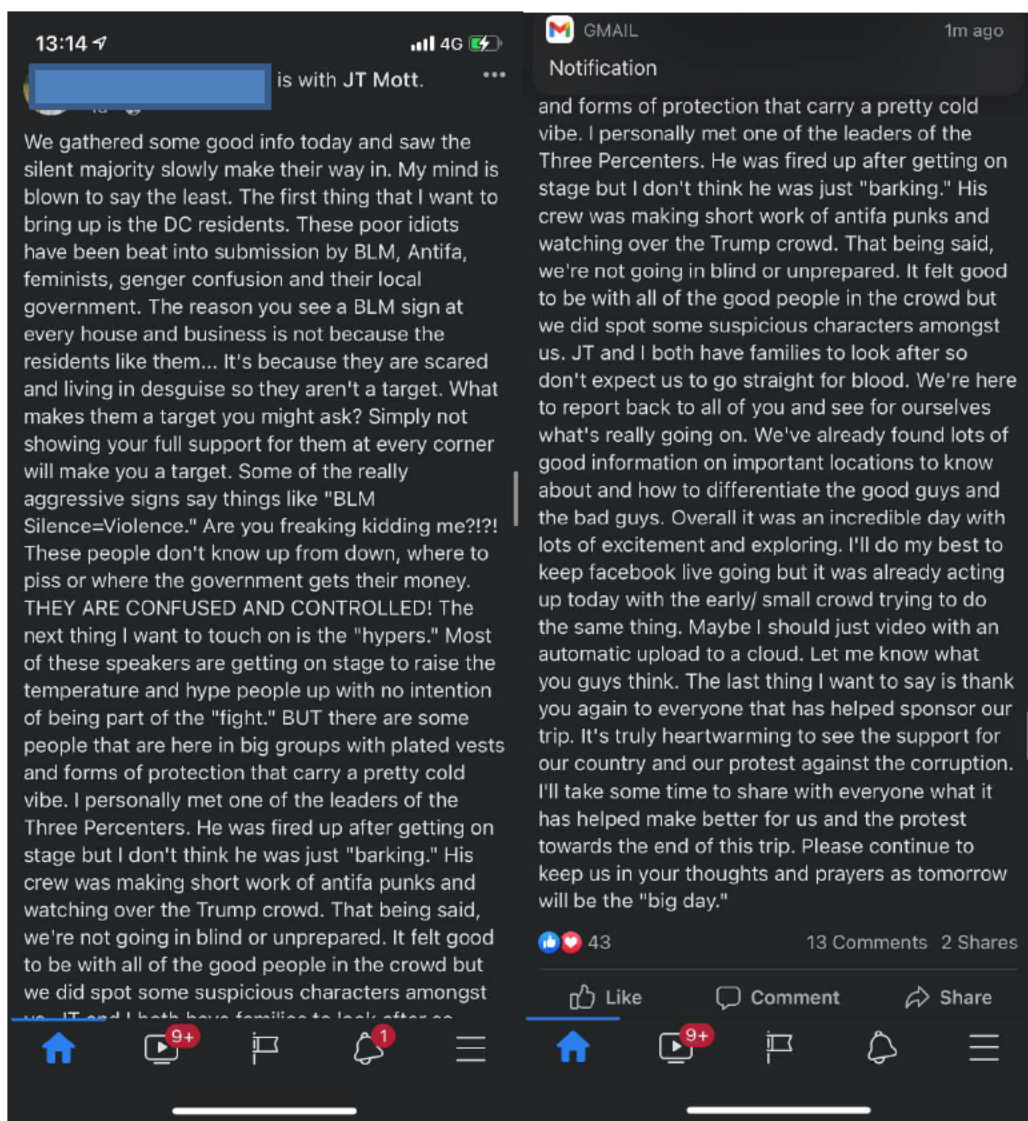 13:14
4G
is with JT Mott.
We gathered some good info today and saw the
silent majority slowly make their way in. My mind is
blown to say the least. The first thing that I want to
bring up is the DC residents. These poor idiots
have been beat into submission by BLM, Antifa,
feminists, genger confusion and their local
government. The reason you see a BLM sign at
every house and business is not because the
residents like them... It's because they are scared
and living in desguise so they aren't a target. What
makes them a target you might ask? Simply not
showing your full support for them at every corner
will make you a target. Some of the really
aggressive signs say things like "BLM
Silence=Violence." Are you freaking kidding me?!?!
These people don't know up from down, where to
piss or where the government gets their money.
THEY ARE CONFUSED AND CONTROLLED! The
next thing I want to touch on is the "hypers." Most
of these speakers are getting on stage to raise the
temperature and hype people up with no intention
of being part of the "fight." BUT there are some
people that are here in big groups with plated vests
and forms of protection that carry a pretty cold
vibe. I personally met one of the leaders of the
Three Percenters. He was fired up after getting on
stage but I don't think he was just "barking." His
crew was making short work of antifa punks and
watching over the Trump crowd. That being said,
we're not going in blind or unprepared. It felt good
to be with all of the good people in the crowd but
we did spot some suspicious characters amongst
us. JT and I both have families to look after so
9+
1
GMAIL
1m ago
Notification
and forms of protection that carry a pretty cold
vibe. I personally met one of the leaders of the
Three Percenters. He was fired up after getting on
stage but I don't think he was just "barking." His
crew was making short work of antifa punks and
watching over the Trump crowd. That being said,
we're not going in blind or unprepared. It felt good
to be with all of the good people in the crowd but
we did spot some suspicious characters amongst
us. JT and I both have families to look after so
don't expect us to go straight for blood. We're here
to report back to all of you and see for ourselves
what's really going on. We've already found lots of
good information on important locations to know
about and how to differentiate the good guys and
the bad guys. Overall it was an incredible day with
lots of excitement and exploring. I'll do my best to
keep facebook live going but it was already acting
up today with the early/ small crowd trying to do
the same thing. Maybe I should just video with an
automatic upload to a cloud. Let me know what
you guys think. The last thing I want to say is thank
you again to everyone that has helped sponsor our
trip. It's truly heartwarming to see the support for
our country and our protest against the corruption.
I'll take some time to share with everyone what it
has helped make better for us and the protest
towards the end of this trip. Please continue to
keep us in your thoughts and prayers as tomorrow
will be the "big day."
43
13 Comments 2 Shares
Like
Comment
Share
9+